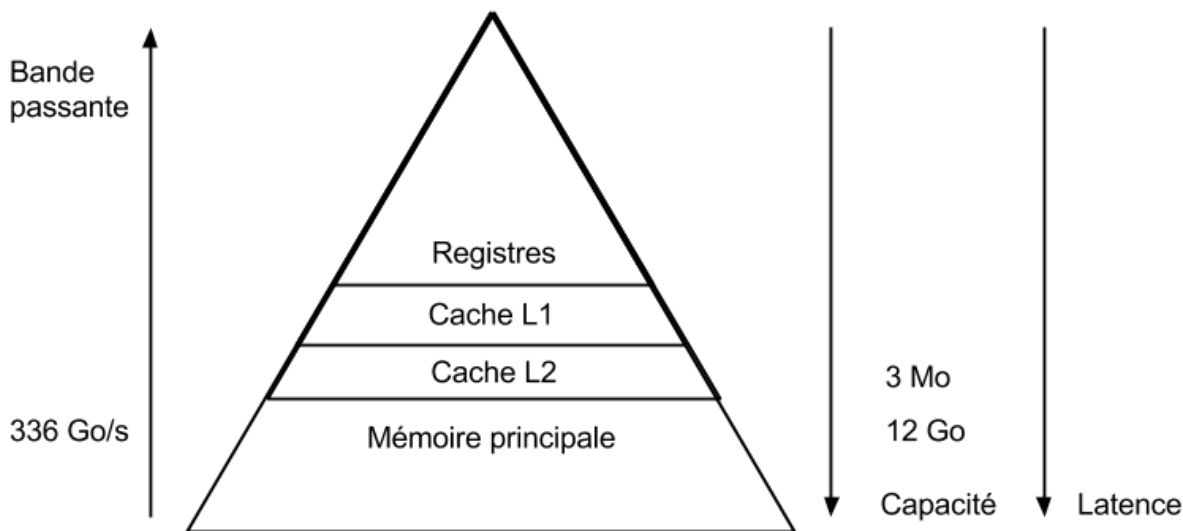 Bande
passante
Registres
Cache L1
Cache L2
3 Mo
336 Go/s
Mémoire principale
12 Go
Capacité
Latence